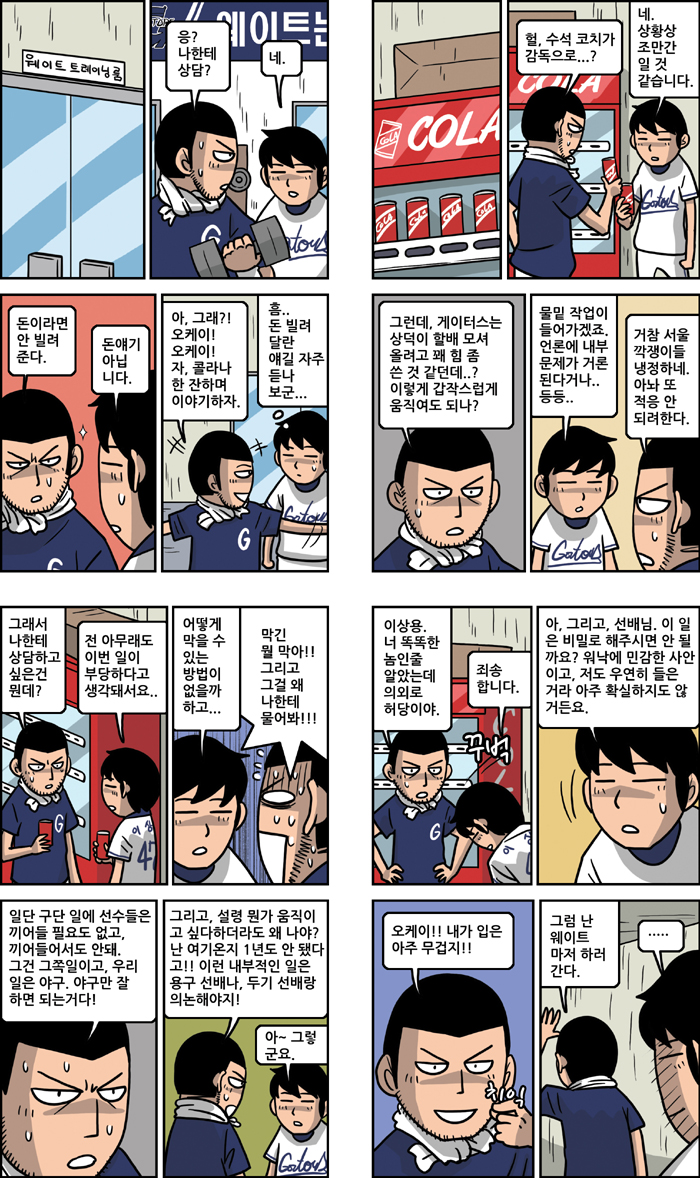 웨이트 트레이닝 룸
웨이트는
응?
나한테
상담?
네.
Gators
돈이라면
안 빌려
준다.
돈얘기
아닙
니다.
G
아, 그래?!
오케이!
오케이!
자, 콜라나
한 잔하며
이야기하자.
흠..
돈 빌려
달란
얘길 자주
듣나
보군...
G
Gators
COLA
COLA
COLA
COLA
COLA
COLA
헐, 수석 코치가
감독으로...?
네.
상황상
조만간
일 것
같습니다.
COLA
Gators
그런데, 게이터스는
상덕이 할배 모셔
올려고 꽤 힘 좀
쓴 것 같던데..?
이렇게 갑작스럽게
움직여도 되나?
물밑 작업이
들어가겠죠.
언론에 내부
문제가 거론
된다거나..
등등..
거참 서울
깍쟁이들
냉정하네.
아놔 또
적응 안
되려한다.
Gators
그래서
나한테
상담하고
싶은건
뭔데?
전 아무래도
이번 일이
부당하다고
생각돼서요..
G
이상
47
어떻게
막을 수
있는
방법이
없을까
하고...
막긴
뭘 막아!!
그리고
그걸 왜
나한테
물어봐!!!
일단 구단 일에 선수들은
끼어들 필요도 없고,
끼어들어서도 안돼.
그건 그쪽일이고, 우리
일은 야구. 야구만 잘
하면 되는거다!
그리고, 설령 뭔가 움직이
고 싶다하더라도 왜 나야?
난 여기온지 1년도 안 됐다
고!! 이런 내부적인 일은
용구 선배나, 두기 선배랑
의논해야지!
아~ 그렇
군요.
Gators
이상용.
너 똑똑한
놈인줄
알았는데
의외로
허당이야.
죄송
합니다.
꾸벅
G
아, 그리고, 선배님. 이 일
은 비밀로 해주시면 안 될
까요? 워낙에 민감한 사안
이고, 저도 우연히 들은
거라 아주 확실하지도 않
거든요.
오케이!! 내가 입은
아주 무겁지!!
치익
그럼 난
웨이트
마저 하러
간다.
.....